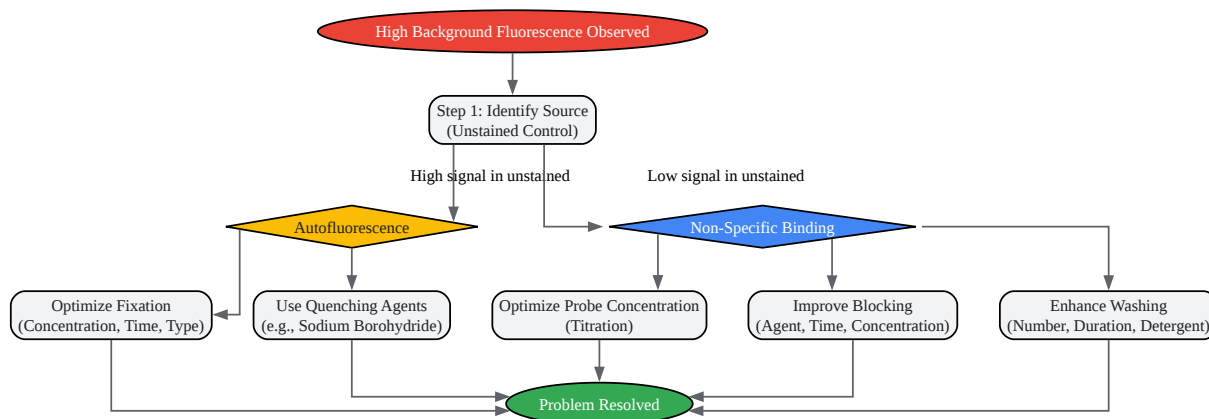 High Background Fluorescence Observed
Step 1: Identify Source
(Unstained Control)
High signal in unstained
Low signal in unstained
Autofluorescence
Non-Specific Binding
Optimize Fixation
(Concentration, Time, Type)
Use Quenching Agents
(e.g., Sodium Borohydride)
Optimize Probe Concentration
(Titration)
Improve Blocking
(Agent, Time, Concentration)
Enhance Washing
(Number, Duration, Detergent)
Problem Resolved